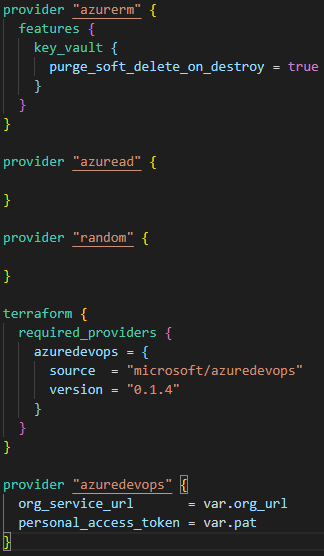 provider "azurerm" {
  features {
    key_vault {
      purge_soft_delete_on_destroy = true
    }
  }
}

provider "azuread" {

}

provider "random" {

}

terraform {
  required_providers {
    azuredevops = {
      source  = "microsoft/azuredevops"
      version = "0.1.4"
    }
  }
}

provider "azuredevops" {
  org_service_url       = var.org_url
  personal_access_token = var.pat
}